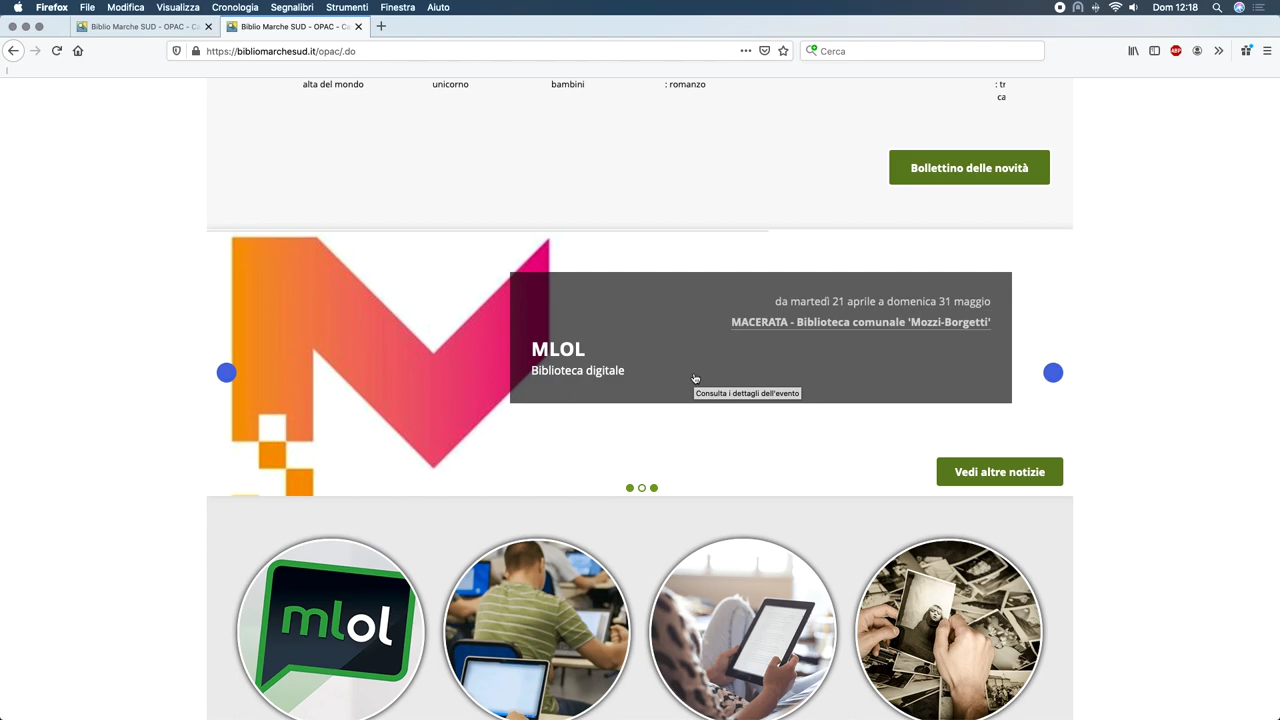 Firefox File Modifica Visualizza Cronologia Segnalibri Strumenti Finestra Aiuto Dom 12:18
Biblio Marche SUD - OPAC - Ca Biblio Marche SUD - OPAC - Ca
https://bibliomarchesud.it/opac/.do Cerca
alta del mondo unicorno bambini : romanzo : tr
ca
Bollettino delle novità
da martedì 21 aprile a domenica 31 maggio
MACERATA - Biblioteca comunale 'Mozzi-Borgetti'
MLOL
Biblioteca digitale
Consulta i dettagli dell'evento
Vedi altre notizie
mlol